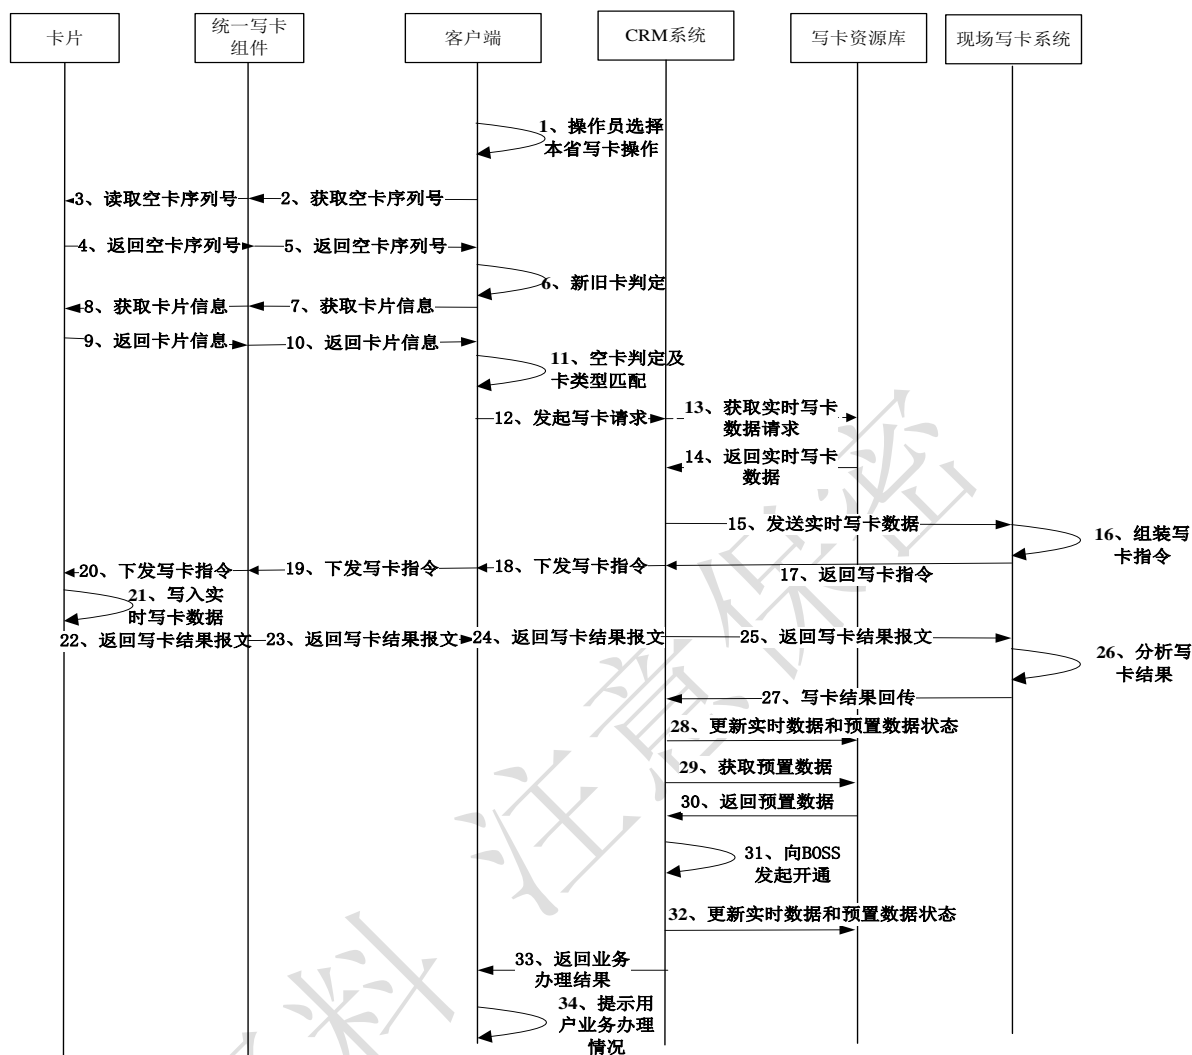 卡片
统一写卡
组件
客户端
CRM系统
写卡资源库
现场写卡系统
1、操作员选择
本省写卡操作
3、读取空卡序列号
2、获取空卡序列号
4、返回空卡序列号
5、返回空卡序列号
6、新旧卡判定
8、获取卡片信息
7、获取卡片信息
9、返回卡片信息
10、返回卡片信息
11、空卡判定及
卡类型匹配
12、发起写卡请求
13、获取实时写卡
数据请求
14、返回实时写卡
数据
15、发送实时写卡数据
16、组装写
卡指令
20、下发写卡指令
19、下发写卡指令
18、下发写卡指令
17、返回写卡指令
21、写入实
时写卡数据
22、返回写卡结果报文
23、返回写卡结果报文
24、返回写卡结果报文
25、返回写卡结果报文
26、分析写
卡结果
27、写卡结果回传
28、更新实时数据和预置数据状态
29、获取预置数据
30、返回预置数据
31、向BOSS
发起开通
32、更新实时数据和预置数据状态
33、返回业务
办理结果
34、提示用
户业务办理
情况
料 注意保密